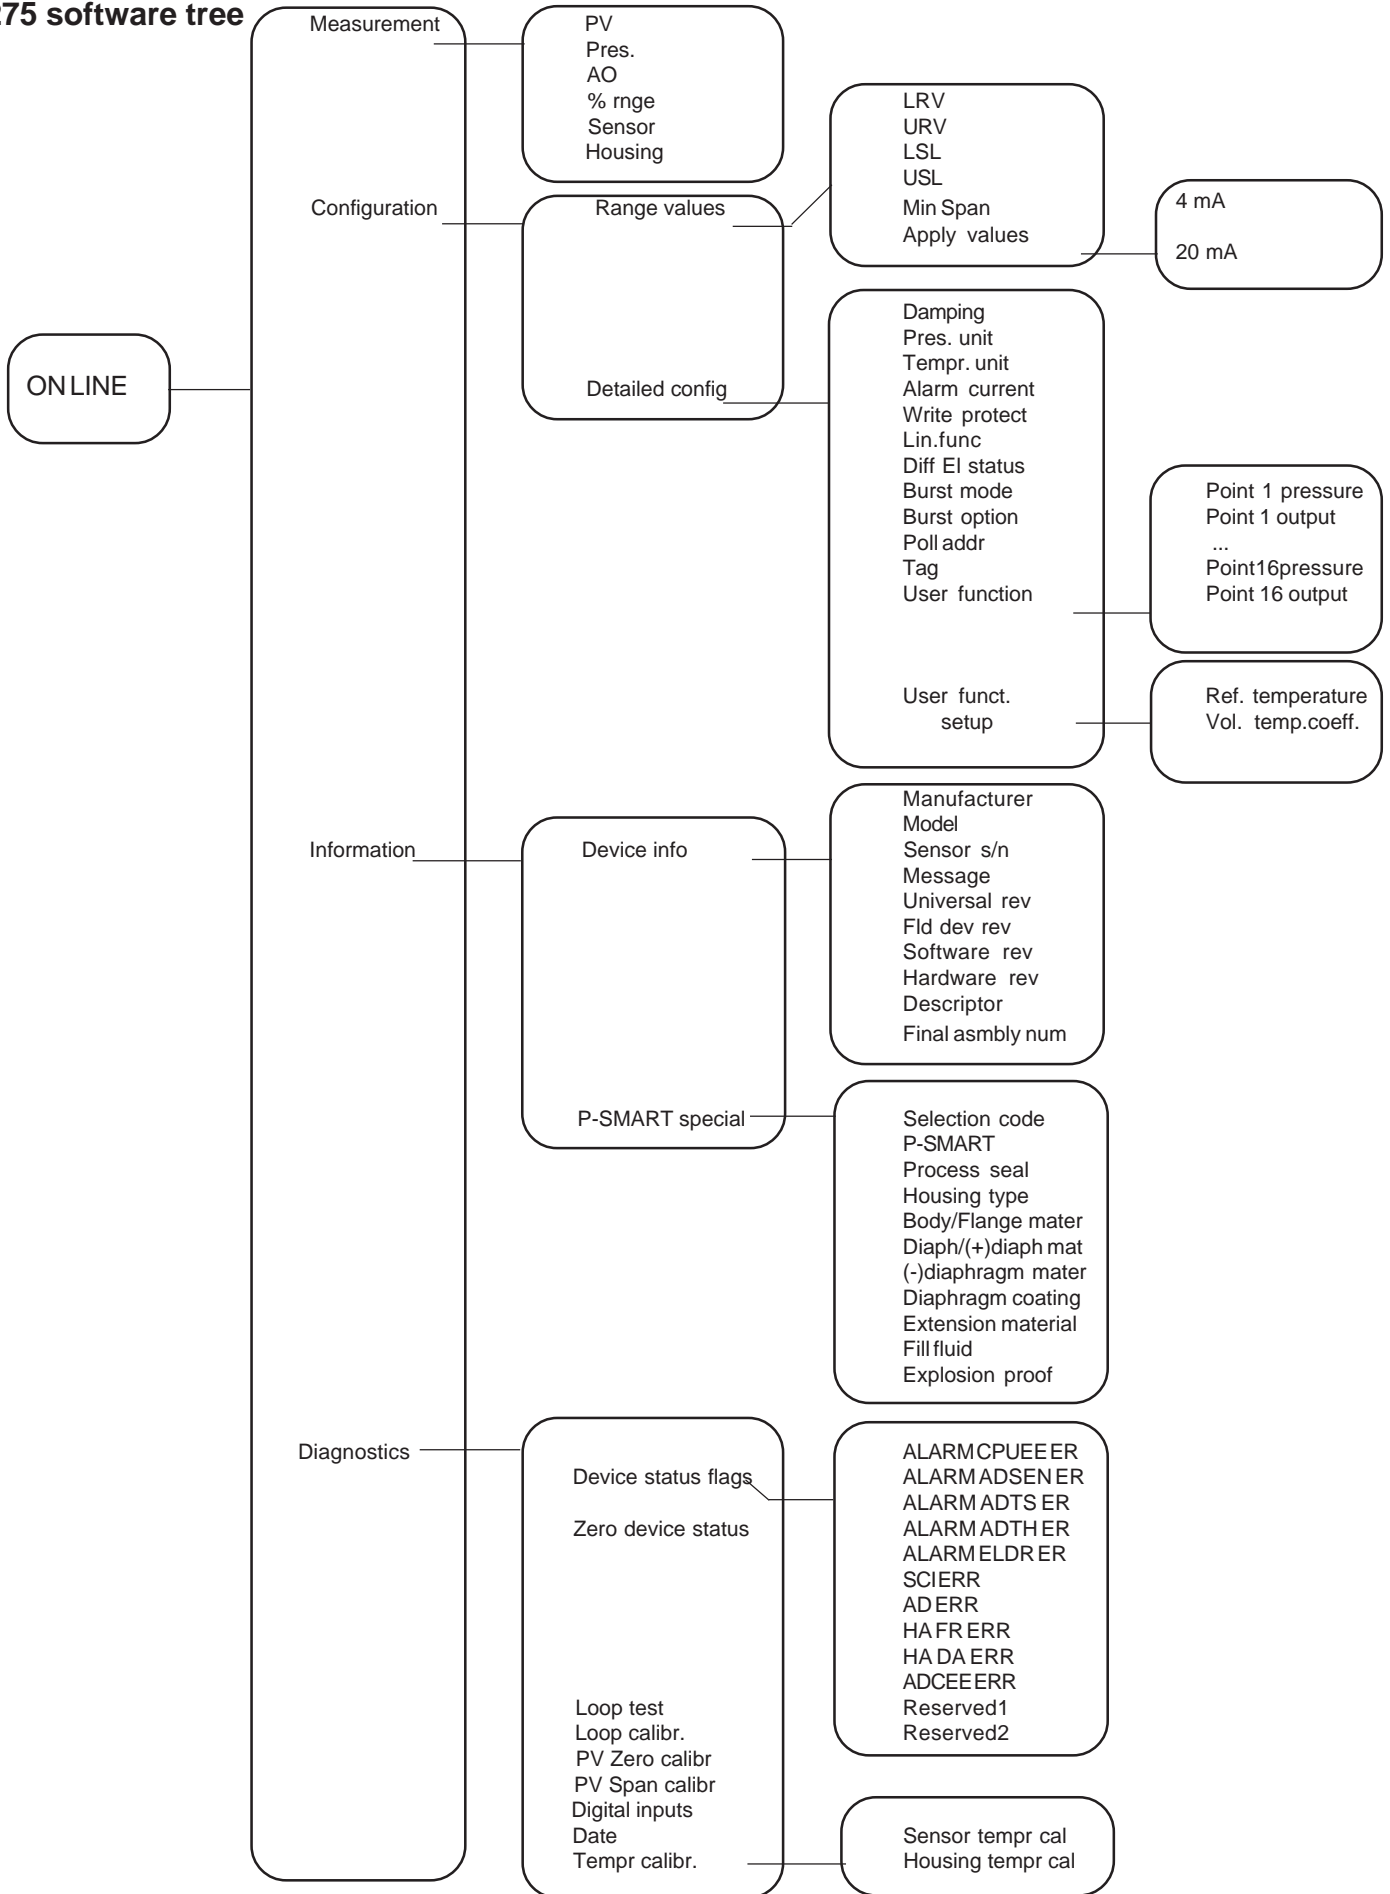 275 software tree
Measurement
PV
Pres.
AO
% rnge
Sensor
Housing
LRV
URV
LSL
USL
Min Span
Apply values
4 mA
20 mA
Configuration
Range values
Detailed config
Damping
Pres. unit
Tempr. unit
Alarm current
Write protect
Lin.func
Diff El status
Burst mode
Burst option
Poll addr
Tag
User function
User funct.
setup
Point 1 pressure
Point 1 output
...
Point16pressure
Point 16 output
Ref. temperature
Vol. temp.coeff.
ON LINE
Information
Device info
P-SMART special
Manufacturer
Model
Sensor s/n
Message
Universal rev
Fld dev rev
Software rev
Hardware rev
Descriptor
Final asmbly num
Selection code
P-SMART
Process seal
Housing type
Body/Flange mater
Diaph/(+)diaph mat
(-)diaphragm mater
Diaphragm coating
Extension material
Fill fluid
Explosion proof
Diagnostics
Device status flags
Zero device status
Loop test
Loop calibr.
PV Zero calibr
PV Span calibr
Digital inputs
Date
Tempr calibr.
ALARM CPUEE ER
ALARM ADSEN ER
ALARM ADTS ER
ALARM ADTH ER
ALARM ELDR ER
SCI ERR
AD ERR
HA FR ERR
HA DA ERR
ADCEE ERR
Reserved1
Reserved2
Sensor tempr cal
Housing tempr cal